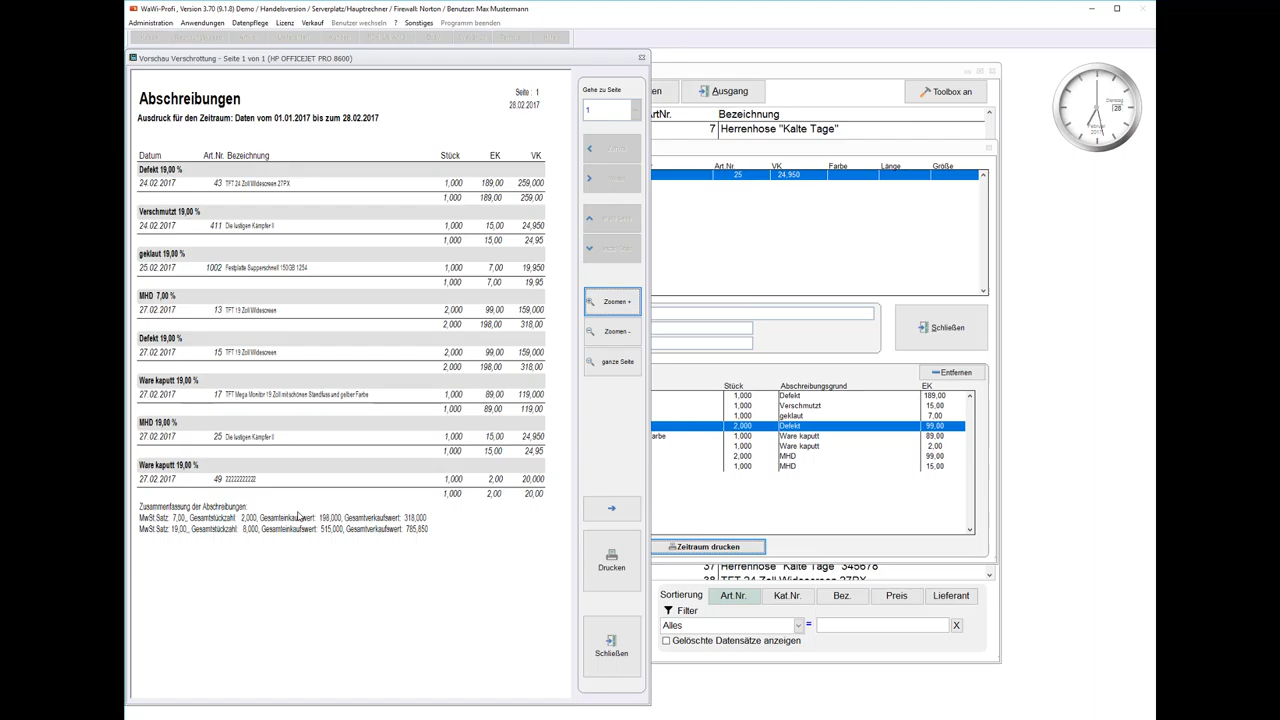 WaWi-Profi , Version 3.70 (9.1.8) Demo / Handelsversion / Serverplatz/Hauptrechner / Firewall: Norton / Benutzer: Max Mustermann
Administration Anwendungen Datenpflege Lizenz Verkauf Benutzer wechseln ? Sonstiges Programm beenden
Vorschau Verschrottung - Seite 1 von 1 (HP OFFICEJET PRO 8600)
Abschreibungen
Seite : 1
28.02.2017
Ausdruck für den Zeitraum: Daten vom 01.01.2017 bis zum 28.02.2017
Datum Art.Nr. Bezeichnung Stück EK VK
Defekt 19,00 %
24.02.2017 43 TFT 24 Zoll Widescreen 27PX 1,000 189,00 259,000
1,000 189,00 259,00
Verschmutzt 19,00 %
24.02.2017 411 Die lustigen Kämpfer II 1,000 15,00 24,950
1,000 15,00 24,95
geklaut 19,00 %
25.02.2017 1002 Festplatte Supperschnell 150GB 1254 1,000 7,00 19,950
1,000 7,00 19,95
MHD 7,00 %
27.02.2017 13 TFT 19 Zoll Widescreen 2,000 99,00 159,000
2,000 198,00 318,00
Defekt 19,00 %
27.02.2017 15 TFT 19 Zoll Widescreen 2,000 99,00 159,000
2,000 198,00 318,00
Ware kaputt 19,00 %
27.02.2017 17 TFT Mega Monitor 19 Zoll mit schönen Standfuss und gelber Farbe 1,000 89,00 119,000
1,000 89,00 119,00
MHD 19,00 %
27.02.2017 25 Die lustigen Kämpfer II 1,000 15,00 24,950
1,000 15,00 24,95
Ware kaputt 19,00 %
27.02.2017 49 1,000 2,00 20,000
1,000 2,00 20,00
Zusammenfassung der Abschreibungen:
MwSt.Satz: 7,00_ Gesamtstückzahl: 2,000, Gesamteinkaufswert: 198,000, Gesamtverkaufswert: 318,000
MwSt.Satz: 19,00_ Gesamtstückzahl: 8,000, Gesamteinkaufswert: 515,000, Gesamtverkaufswert: 765,850
Gehe zu Seite
1
Zoomen +
Zoomen -
ganze Seite
Drucken
Schließen
Ausgang
Toolbox an
Bezeichnung
7 Herrenhose "Kalte Tage"
Art.Nr. VK Farbe Länge Größe
25 24,950
Schließen
Entfernen
Stück Abschreibungsgrund EK
1,000 Defekt 189,00
1,000 Verschmutzt 15,00
1,000 geklaut 7,00
2,000 Defekt 99,00
arbe 1,000 Ware kaputt 89,00
1,000 Ware kaputt 2,00
2,000 MHD 99,00
1,000 MHD 15,00
Zeitraum drucken
37 Herrenhose "Kalte Tage" 345678
38 TFT 24 Zoll Widescreen 27PX
Sortierung Art.Nr. Kat.Nr. Bez. Preis Lieferant
Filter
Alles = X
Gelöschte Datensätze anzeigen
Dienstag
28
Februar
2017